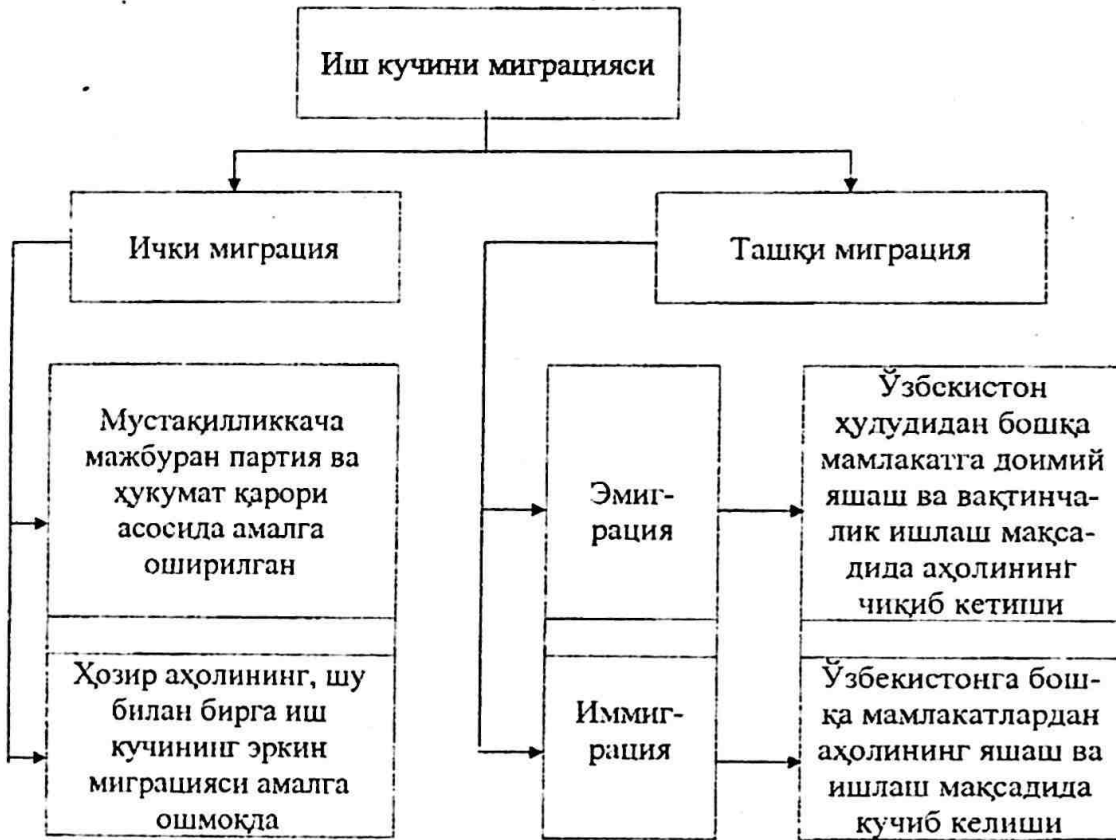 Иш кучини миграцияси
Ички миграция
Ташқи миграция
Мустақилликкача
мажбуран партия ва
ҳукумат қарори
асосида амалга
оширилган
Эмиг-
рация
Ўзбекистон
ҳудудидан бошқа
мамлакатга доимий
яшаш ва вақтинча-
лик ишлаш мақса-
дида аҳолининг
чиқиб кетиши
Ҳозир аҳолининг, шу
билан бирга иш
кучининг эркин
миграцияси амалга
ошмоқда
Иммиг-
рация
Ўзбекистонга бош-
қа мамлакатлардан
аҳолининг яшаш ва
ишлаш мақсадида
кучиб келиши